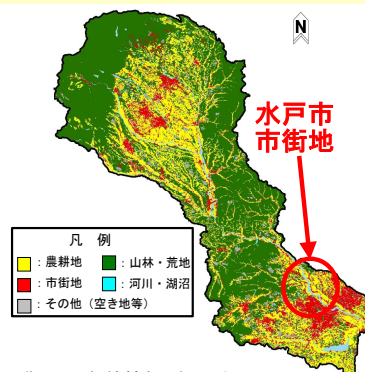 N
水戸市
市街地
凡 例
：農耕地 ：山林・荒地
：市街地 ：河川・湖沼
：その他（空き地等）